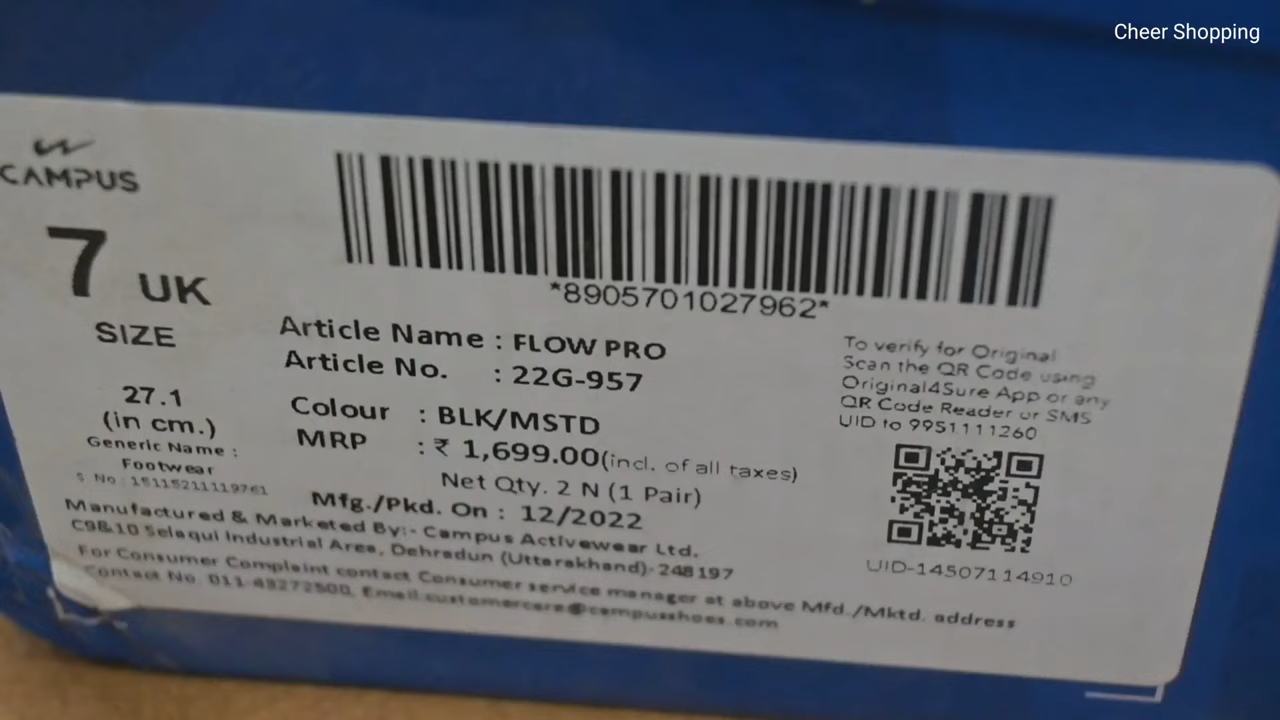 Cheer Shopping
CAMPUS
7 UK
SIZE
27.1
(in cm.)
Generic Name :
Footwear
S No : 15115211119761
*8905701027962*
Article Name : FLOW PRO
Article No. : 22G-957
Colour : BLK/MSTD
MRP : ₹ 1,699.00(incl. of all taxes)
Net Qty. 2 N (1 Pair)
Mfg./Pkd. On : 12/2022
To verify for Original
Scan the QR Code using
Original4Sure App or any
QR Code Reader or SMS
UID to 9951111260
UID-14507114910
Manufactured & Marketed By:- Campus Activewear Ltd.
C9&10 Selaqui Industrial Area, Dehradun (Uttarakhand)-248197
For Consumer Complaint contact Consumer service manager at above Mfd./Mktd. address
Contact No. 011-43272500, Email:customercare@campusshoes.com